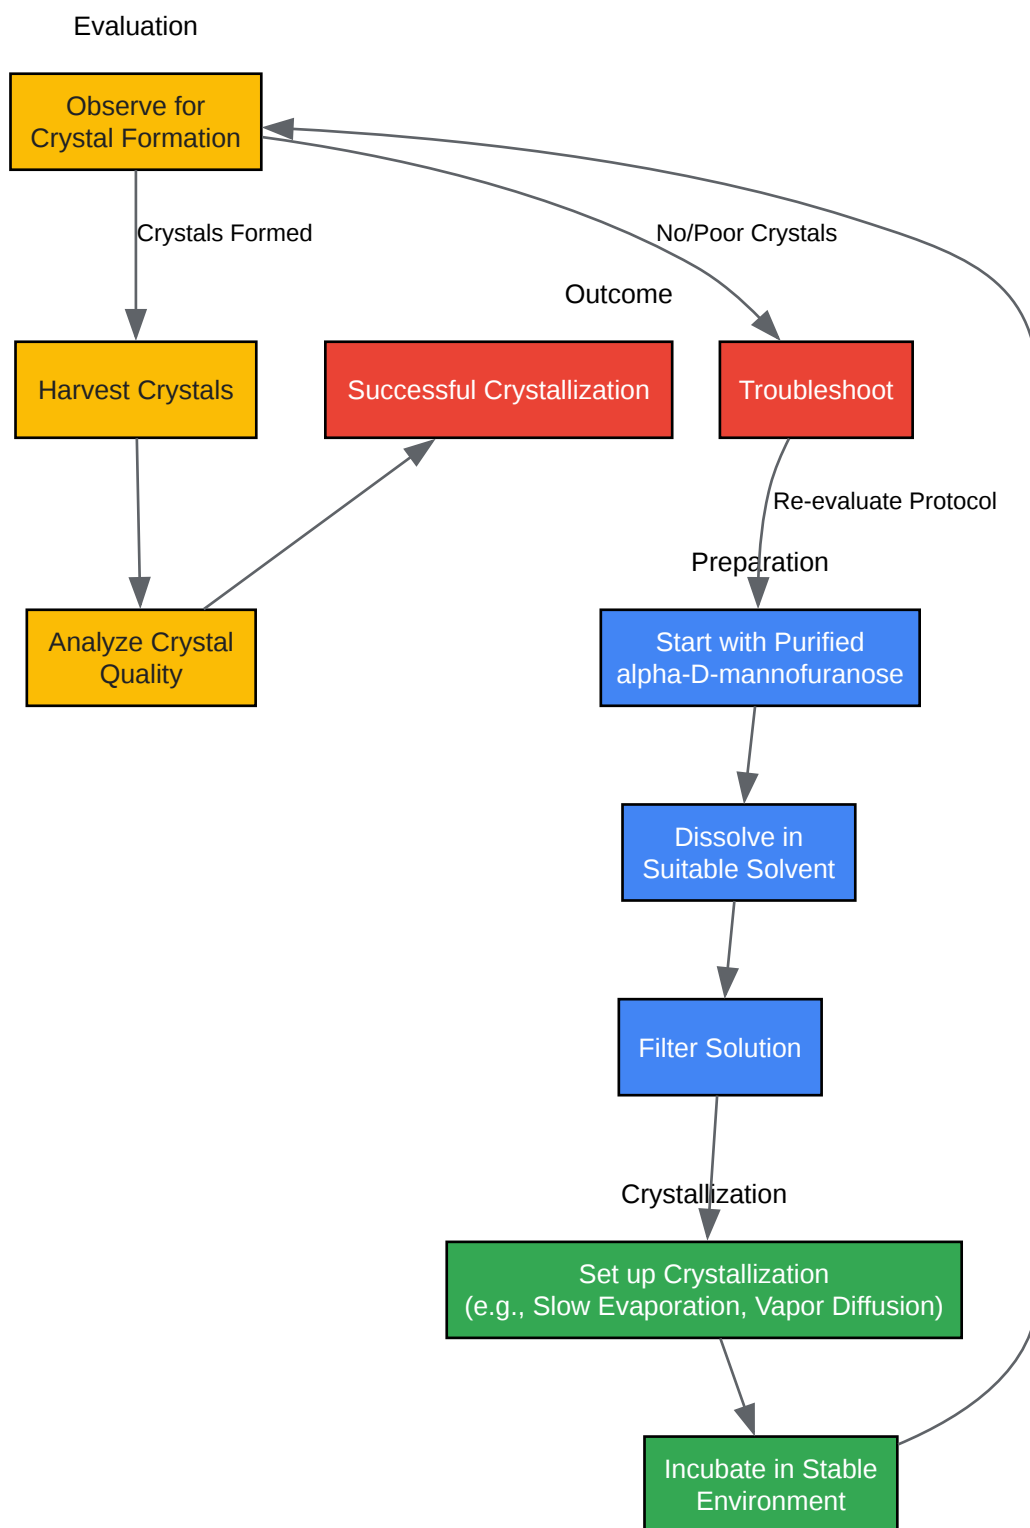 Evaluation
Observe for
Crystal Formation
Crystals Formed
No/Poor Crystals
Outcome
Harvest Crystals
Successful Crystallization
Troubleshoot
Re-evaluate Protocol
Preparation
Analyze Crystal
Quality
Start with Purified
alpha-D-mannofuranose
Dissolve in
Suitable Solvent
Filter Solution
Crystallization
Set up Crystallization
(e.g., Slow Evaporation, Vapor Diffusion)
Incubate in Stable
Environment